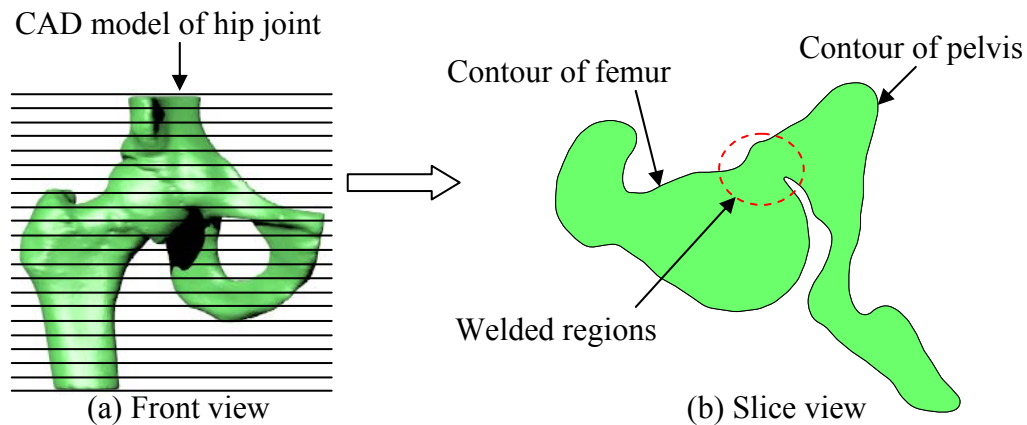 CAD model of hip joint
Contour of femur
Contour of pelvis
Welded regions
(a) Front view
(b) Slice view